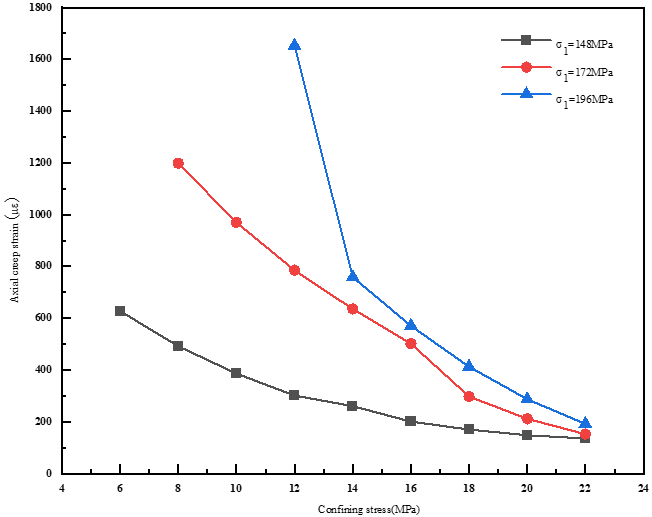 1800
1600
1400
1200
1000
800
600
400
200
0
Axial creep strain (με)
σ1=148MPa
σ1=172MPa
σ1=196MPa
4 6 8 10 12 14 16 18 20 22 24
Confining stress(MPa)